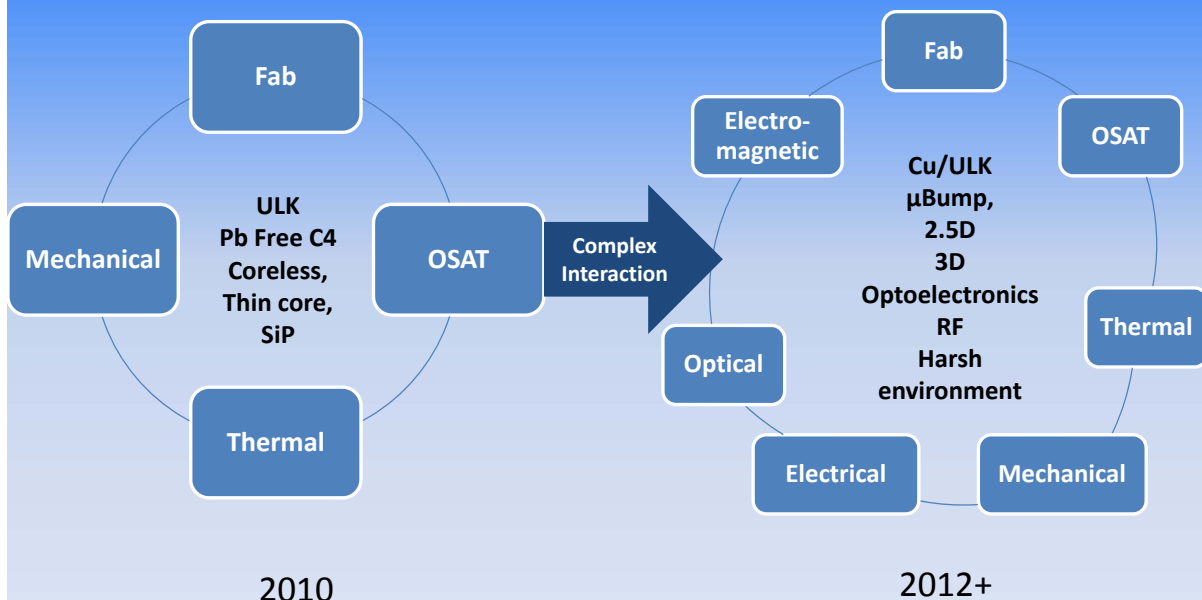 Fab
Mechanical
ULK
Pb Free C4
Coreless,
Thin core,
SiP
OSAT
Thermal
2010
Complex
Interaction
Fab
Electro-
magnetic
OSAT
Cu/ULK
µBump,
2.5D
3D
Optoelectronics
RF
Harsh
environment
Thermal
Optical
Electrical
Mechanical
2012+